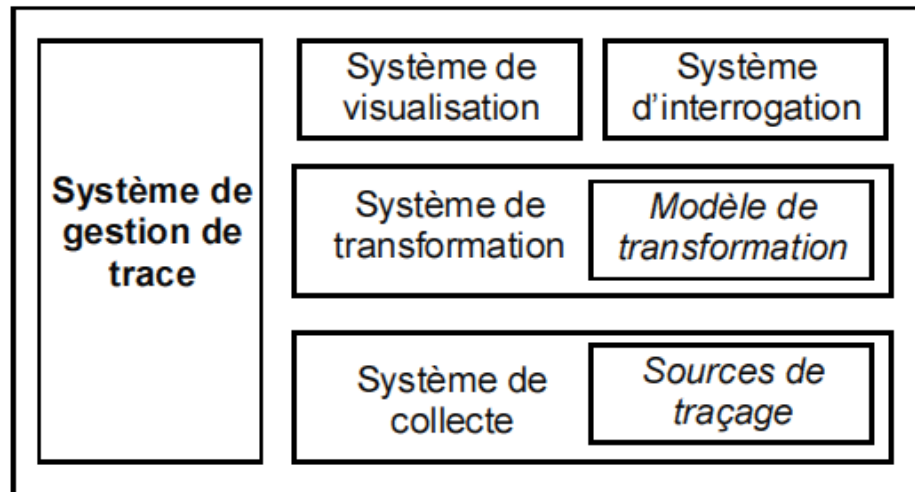 Système de
gestion de
trace
Système de
visualisation
Système
d’interrogation
Système de
transformation
Modèle de
transformation
Système de
collecte
Sources de
traçage